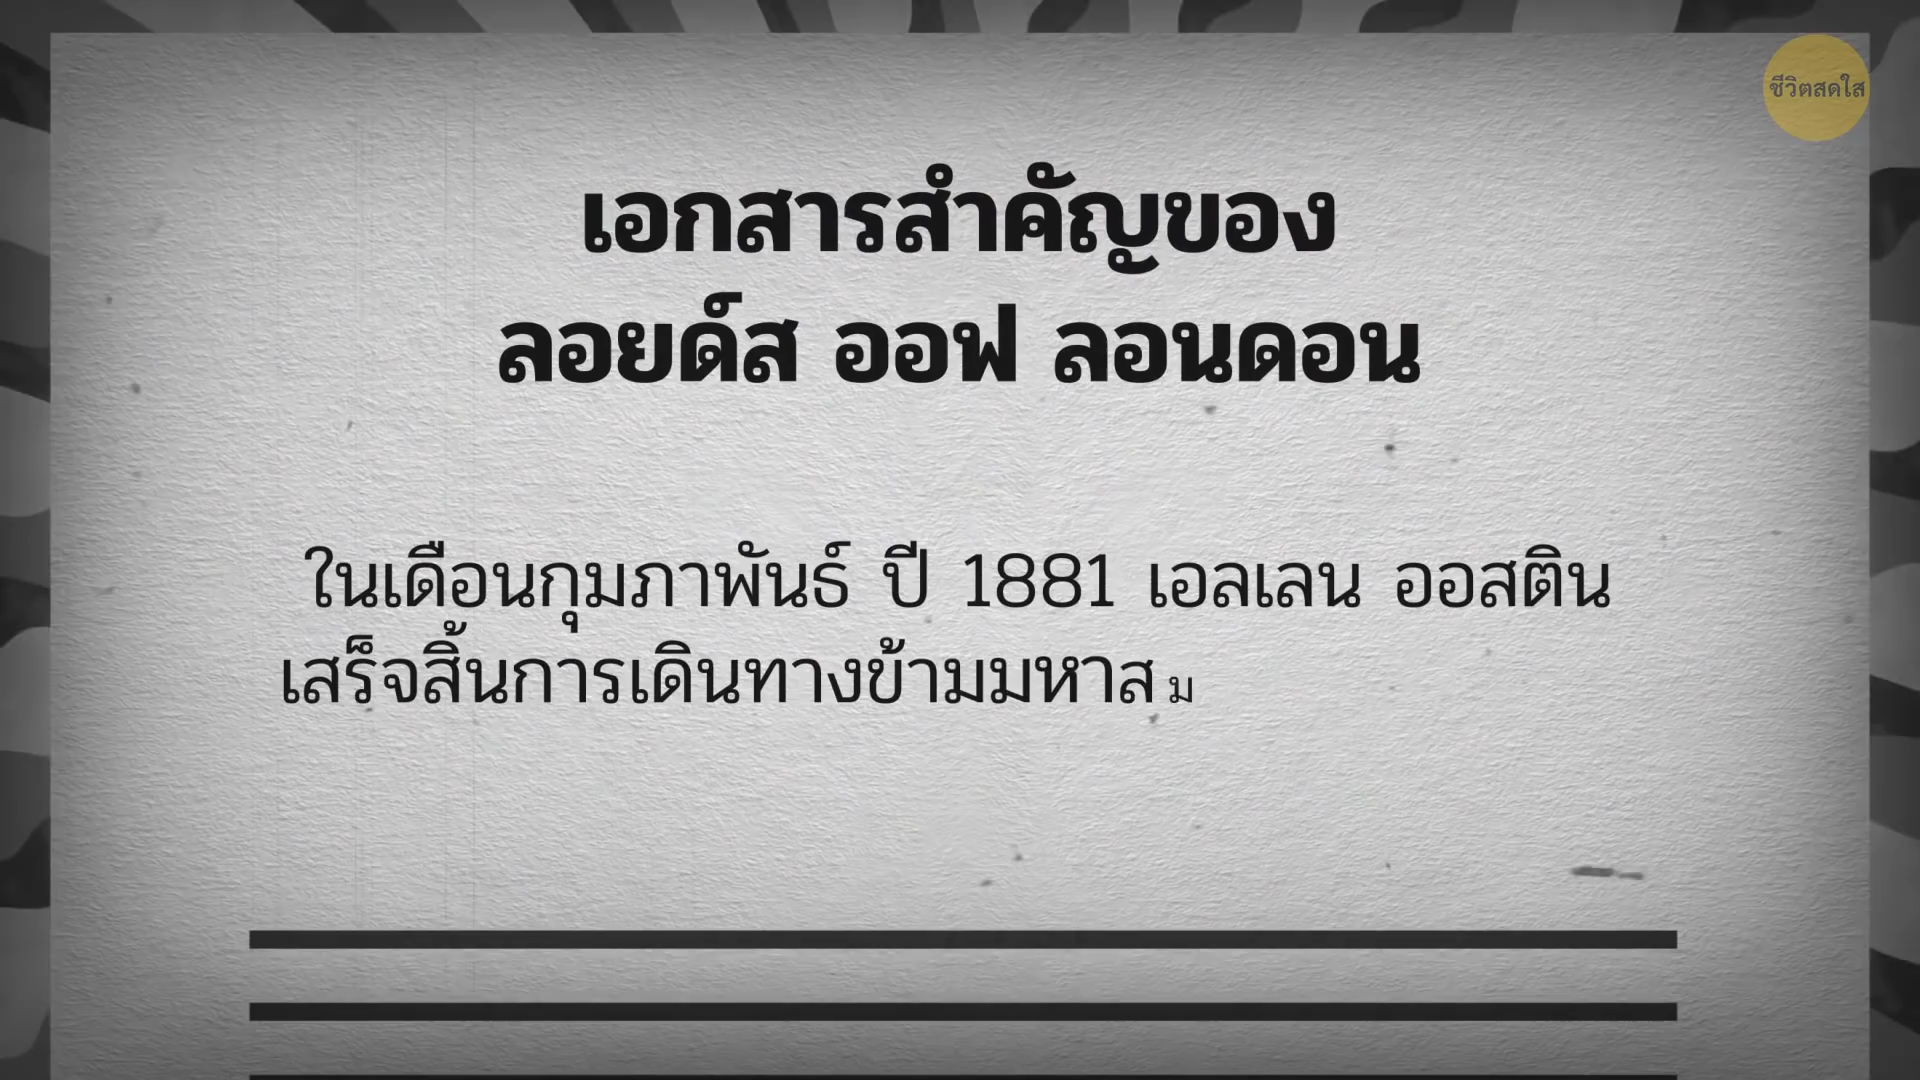 ชีวิตสดใส
เอกสารสำคัญของ
ลอยด์ส ออฟ ลอนดอน
ในเดือนกุมภาพันธ์ ปี 1881 เอลเลน ออสติน
เสร็จสิ้นการเดินทางข้ามมหาสม